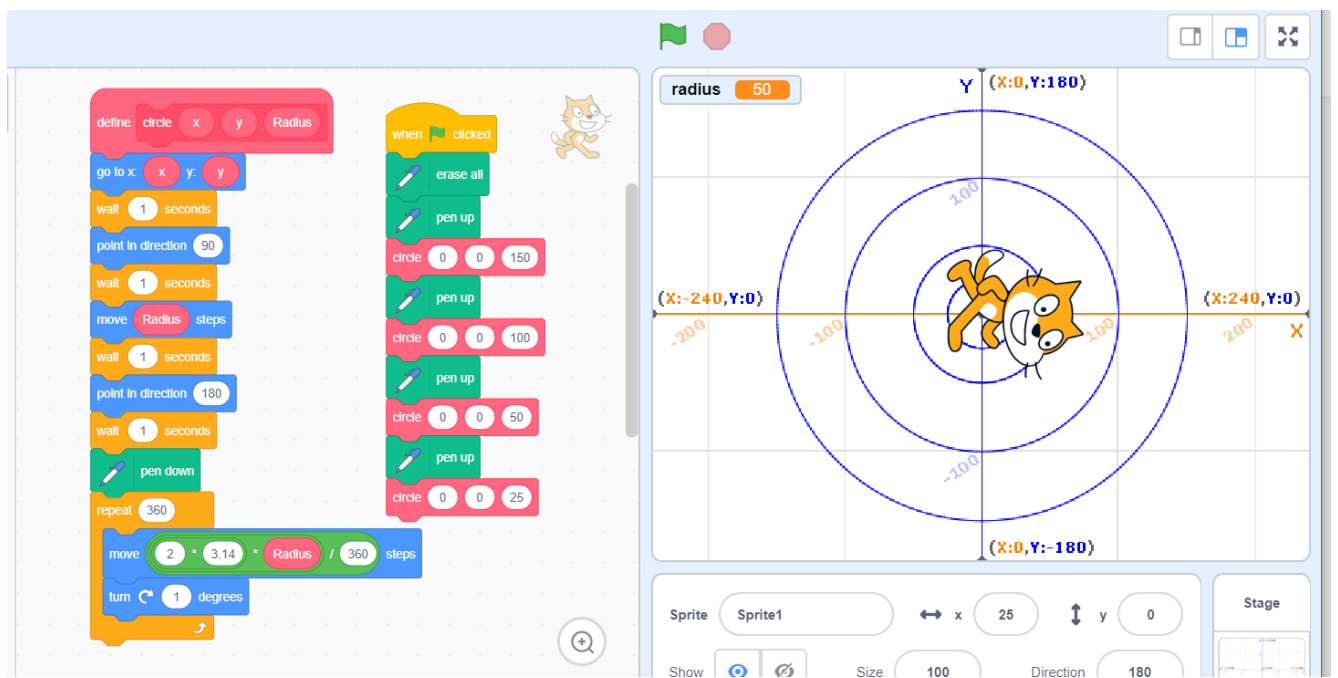 define circle x y Radius
go to x: x y: y
wait 1 seconds
point in direction 90
wait 1 seconds
move Radius steps
wait 1 seconds
point in direction 180
wait 1 seconds
pen down
repeat 360
move 2 * 3.14 * Radius / 360 steps
turn 1 degrees
when clicked
erase all
pen up
circle 0 0 150
pen up
circle 0 0 100
pen up
circle 0 0 50
pen up
circle 0 0 25
radius 50
Y (X:0,Y:180)
100
(X:-240,Y:0)
(X:240,Y:0)
-200
-100
100
200
X
-100
(X:0,Y:-180)
Sprite Sprite1 x 25 y 0
Show Size 100 Direction 180
Stage